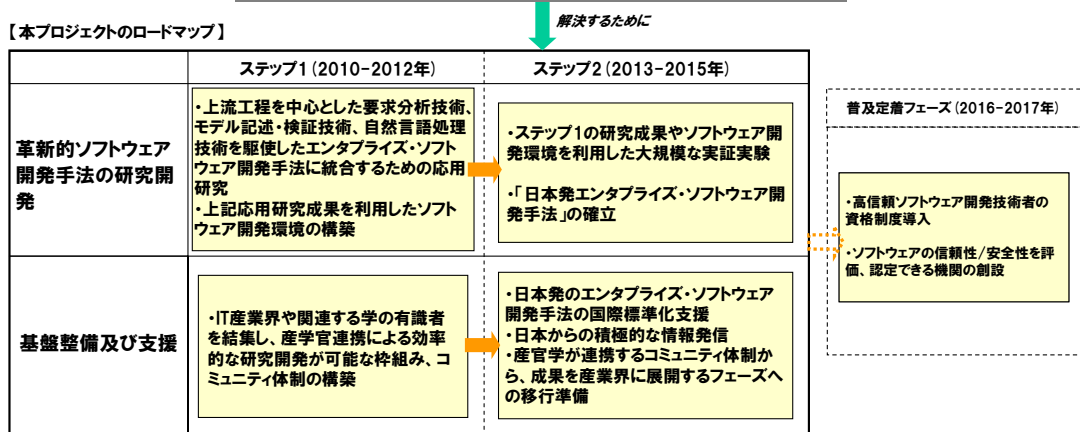 解決するために
【本プロジェクトのロードマップ】
ステップ1(2010-2012年)
ステップ2(2013-2015年)
普及定着フェーズ(2016-2017年)
革新的ソフトウェア
開発手法の研究開
発
・上流工程を中心とした要求分析技術、
モデル記述・検証技術、自然言語処理
技術を駆使したエンタプライズ・ソフト
ウェア開発手法に統合するための応用
研究
・上記応用研究成果を利用したソフト
ウェア開発環境の構築
・ステップ1の研究成果やソフトウェア開
発環境を利用した大規模な実証実験
・「日本発エンタプライズ・ソフトウェア開
発手法」の確立
・高信頼ソフトウェア開発技術者の
資格制度導入
・ソフトウェアの信頼性/安全性を評
価、認定できる機関の創設
基盤整備及び支援
・IT産業界や関連する学の有識者
を結集し、産学官連携による効率
的な研究開発が可能な枠組み、コ
ミュニティ体制の構築
・日本発のエンタプライズ・ソフトウェア
開発手法の国際標準化支援
・日本からの積極的な情報発信
・産官学が連携するコミュニティ体制か
ら、成果を産業界に展開するフェーズへ
の移行準備